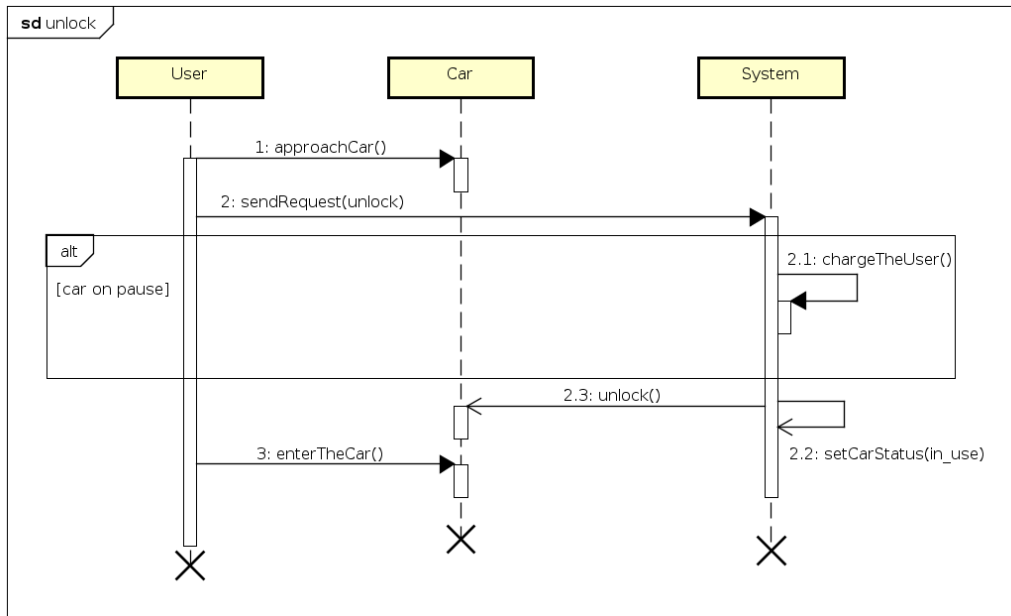 sd unlock
User
Car
System
1: approachCar()
2: sendRequest(unlock)
alt
2.1: chargeTheUser()
[car on pause]
2.3: unlock()
3: enterTheCar()
2.2: setCarStatus(in_use)